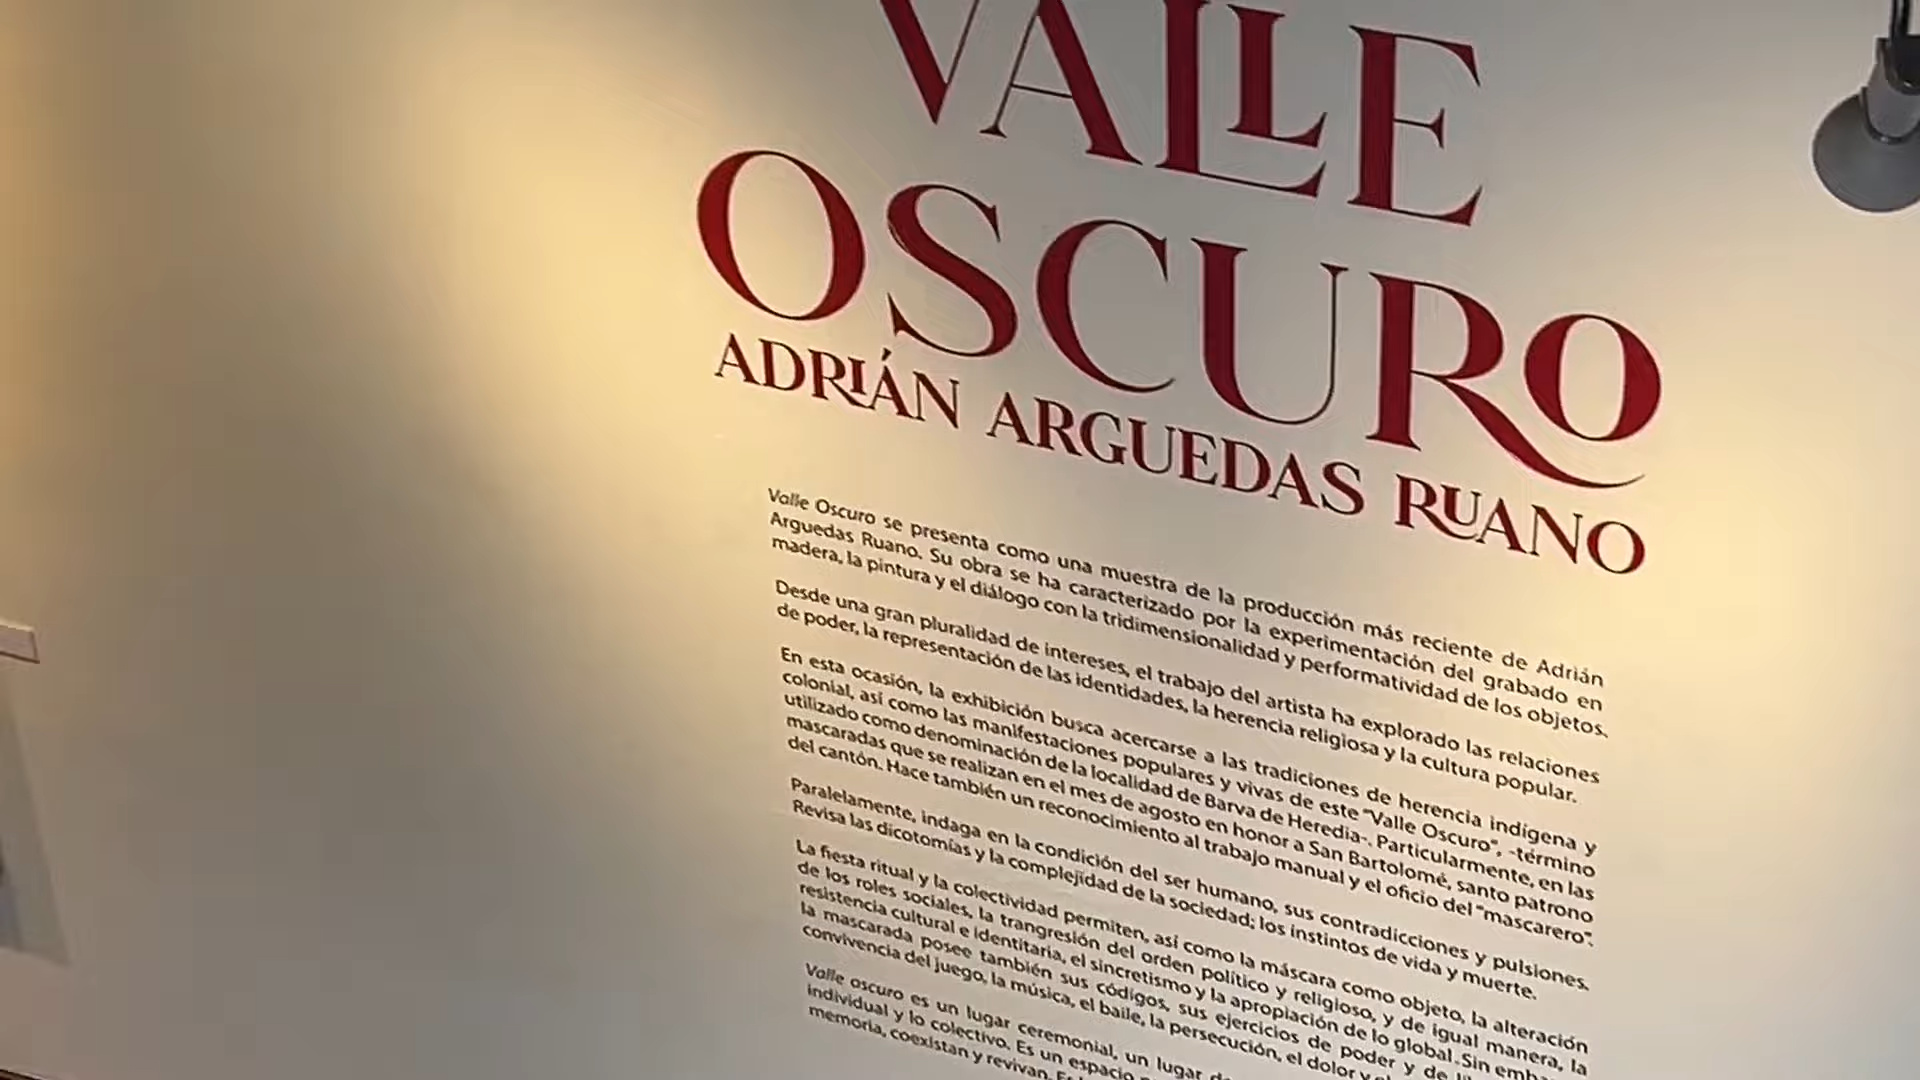 VALLE
OSCURO
ADRIÁN ARGUEDAS RUANO
Valle Oscuro se presenta como una muestra de la producción más reciente de Adrián
Arguedas Ruano. Su obra se ha caracterizado por la experimentación del grabado en
madera, la pintura y el diálogo con la tridimensionalidad y performatividad de los objetos.
Desde una gran pluralidad de intereses, el trabajo del artista ha explorado las relaciones
de poder, la representación de las identidades, la herencia religiosa y la cultura popular.
En esta ocasión, la exhibición busca acercarse a las tradiciones de herencia indígena y
colonial, así como las manifestaciones populares y vivas de este "Valle Oscuro", -término
utilizado como denominación de la localidad de Barva de Heredia-. Particularmente, en las
mascaradas que se realizan en el mes de agosto en honor a San Bartolomé, santo patrono
del cantón. Hace también un reconocimiento al trabajo manual y el oficio del "mascarero".
Paralelamente, indaga en la condición del ser humano, sus contradicciones y pulsiones.
Revisa las dicotomías y la complejidad de la sociedad; los instintos de vida y muerte.
La fiesta ritual y la colectividad permiten, así como la máscara como objeto, la alteración
de los roles sociales, la trangresión del orden político y religioso, y de igual manera, la
resistencia cultural e identitaria, el sincretismo y la apropiación de lo global. Sin
la mascarada posee también sus códigos, sus ejercicios de poder y de
convivencia del juego, la música, el baile, la persecución, el dolor y
Valle oscuro es un lugar ceremonial, un lugar
individual y lo colectivo. Es un espacio
memoria, coexistan y revivan.